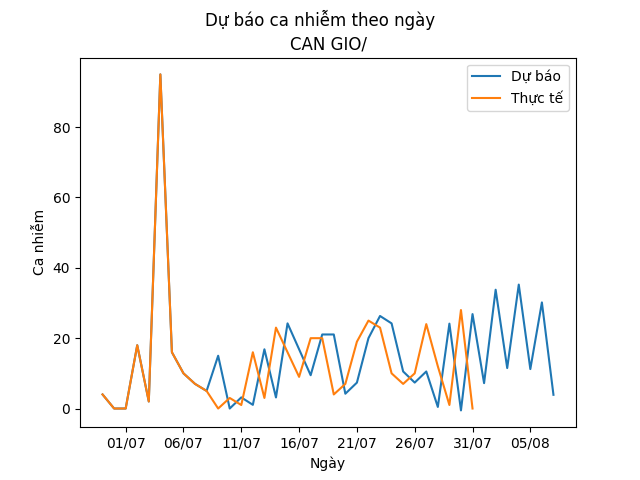 Dự báo ca nhiễm theo ngày
CAN GIO/
Dự báo
Thực tế
Ca nhiễm
80
60
40
20
0
01/07 06/07 11/07 16/07 21/07 26/07 31/07 05/08
Ngày